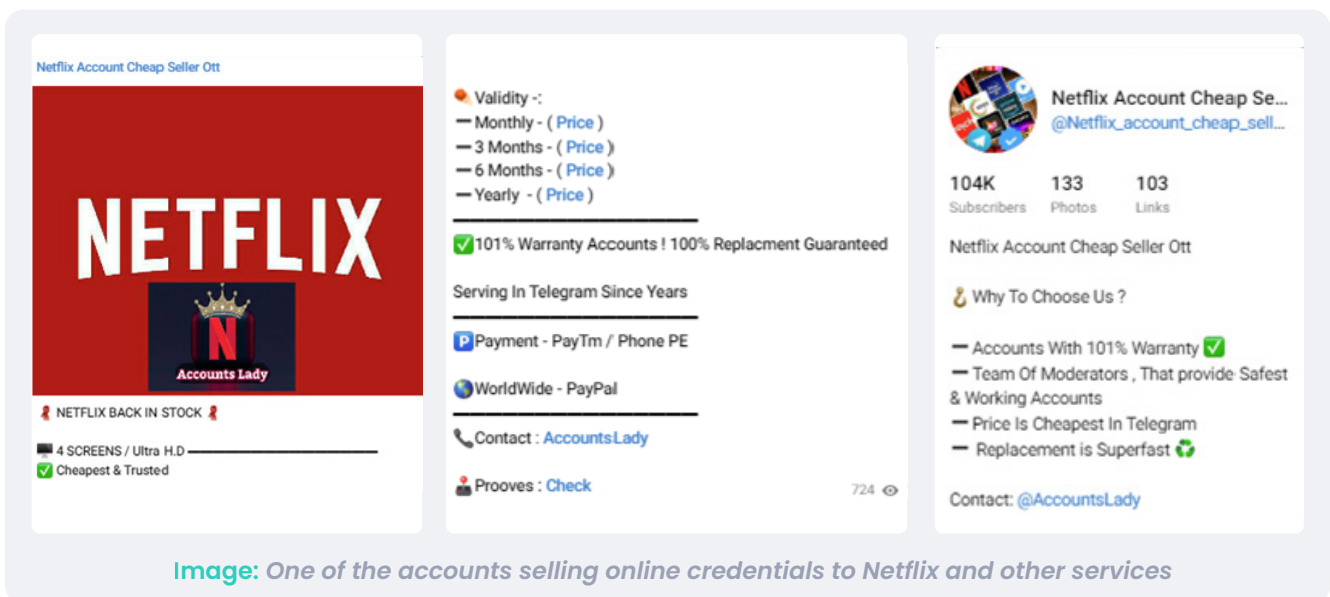 Netflix Account Cheap Seller Ott
NETFLIX
N
Accounts Lady
NETFLIX BACK IN STOCK
4 SCREENS / Ultra H.D
✅ Cheapest & Trusted
Validity -:
— Monthly - ( Price )
— 3 Months - ( Price )
— 6 Months - ( Price )
— Yearly - ( Price )
✅101% Warranty Accounts ! 100% Replacment Guaranteed
Serving In Telegram Since Years
🅿️Payment - PayTm / Phone PE
🌎WorldWide - PayPal
📞Contact : AccountsLady
🕹️Prooves : Check
724
Netflix Account Cheap Se...
@Netflix_account_cheap_sell...
104K 133 103
Subscribers Photos Links
Netflix Account Cheap Seller Ott
🪝 Why To Choose Us ?
— Accounts With 101% Warranty ✅
— Team Of Moderators , That provide Safest
& Working Accounts
— Price Is Cheapest In Telegram
— Replacement is Superfast ♻️
Contact: @AccountsLady
Image: One of the accounts selling online credentials to Netflix and other services